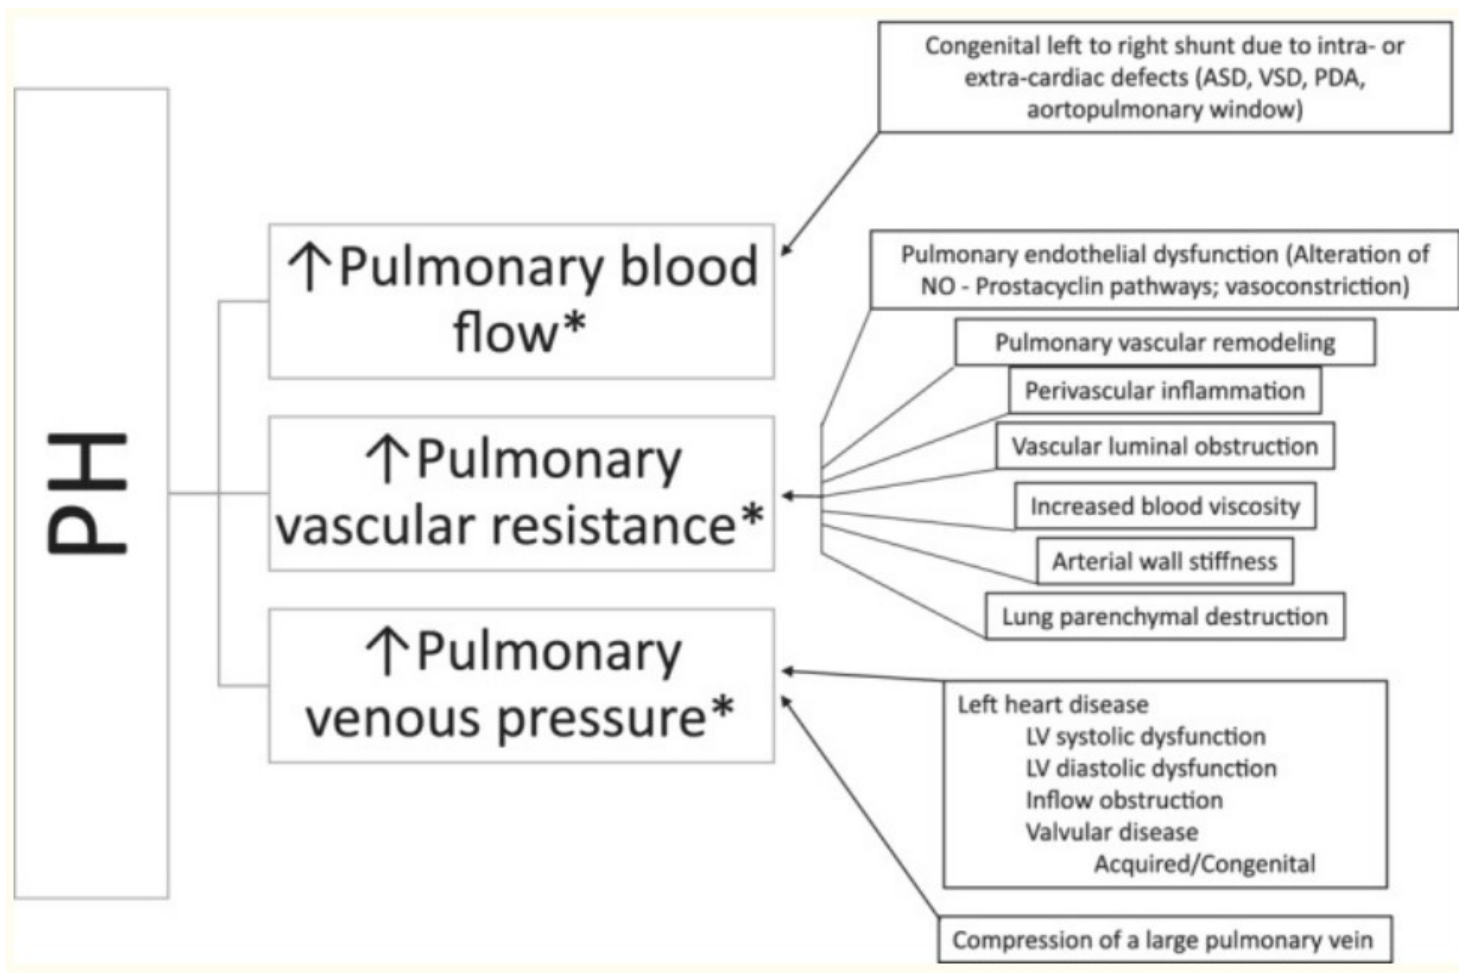 PH
↑Pulmonary blood
flow*
↑Pulmonary
vascular resistance*
↑Pulmonary
venous pressure*
Congenital left to right shunt due to intra- or
extra-cardiac defects (ASD, VSD, PDA,
aortopulmonary window)
Pulmonary endothelial dysfunction (Alteration of
NO - Prostacyclin pathways; vasoconstriction)
Pulmonary vascular remodeling
Perivascular inflammation
Vascular luminal obstruction
Increased blood viscosity
Arterial wall stiffness
Lung parenchymal destruction
Left heart disease
LV systolic dysfunction
LV diastolic dysfunction
Inflow obstruction
Valvular disease
Acquired/Congenital
Compression of a large pulmonary vein